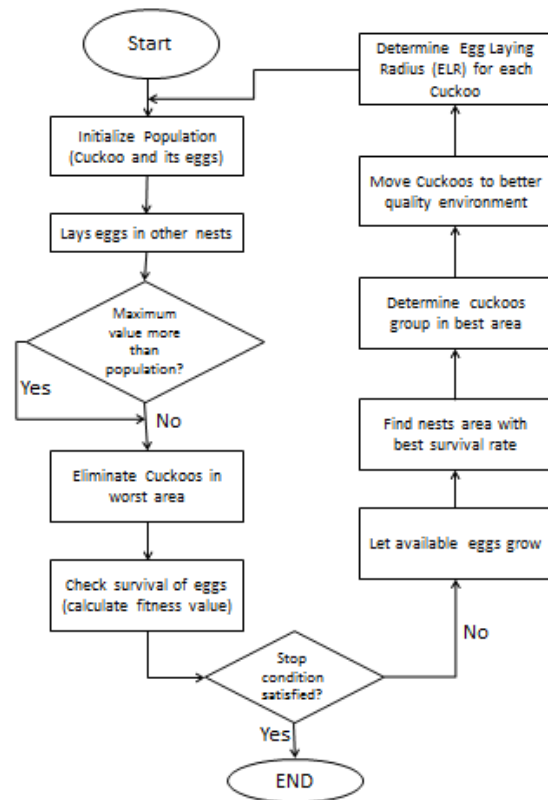 Start
Initialize Population
(Cuckoo and its eggs)
Lays eggs in other nests
Maximum
value more
than
population?
Yes
No
Eliminate Cuckoos in
worst area
Check survival of eggs
(calculate fitness value)
Stop
condition
satisfied?
Yes
END
No
Let available eggs grow
Find nests area with
best survival rate
Determine cuckoos
group in best area
Move Cuckoos to better
quality environment
Determine Egg Laying
Radius (ELR) for each
Cuckoo